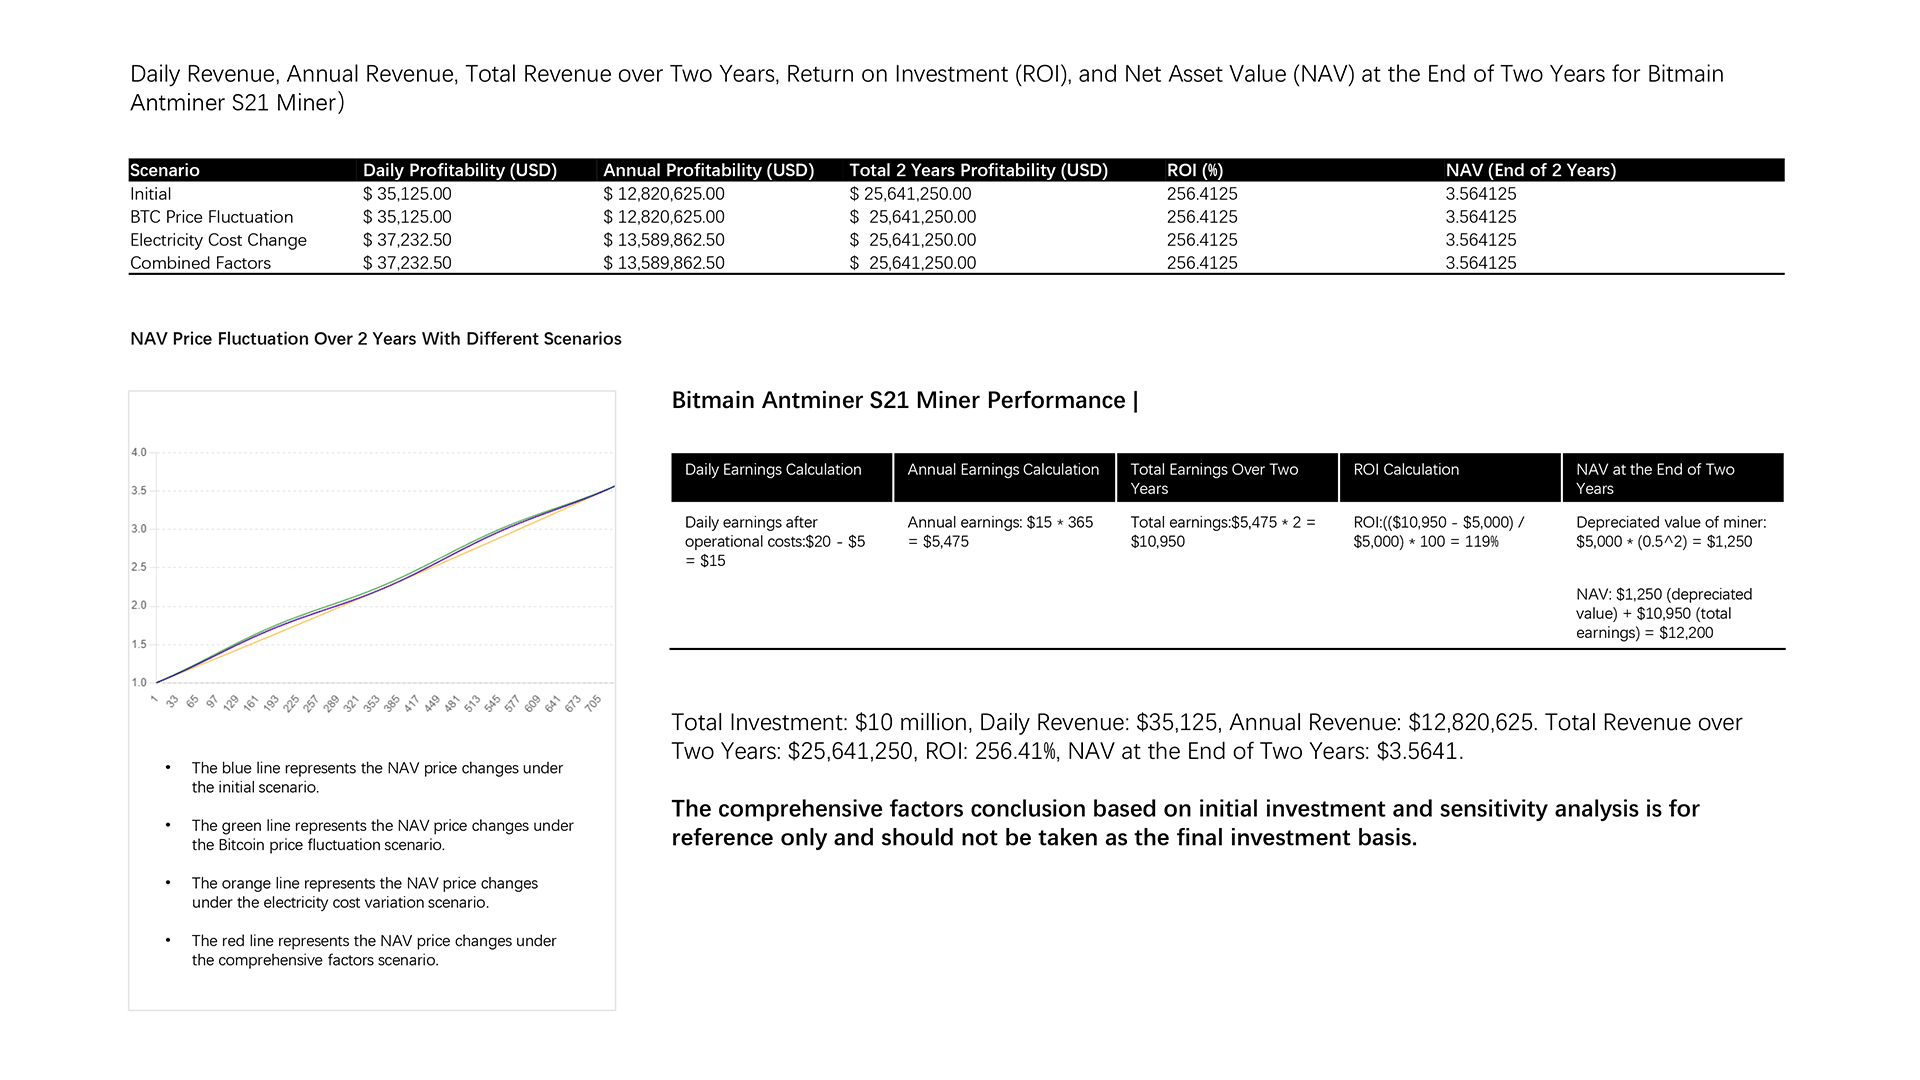 Daily Revenue, Annual Revenue, Total Revenue over Two Years, Return on Investment (ROI), and Net Asset Value (NAV) at the End of Two Years for Bitmain
Antminer S21 Miner）
Scenario Daily Profitability (USD) Annual Profitability (USD) Total 2 Years Profitability (USD) ROI (%) NAV (End of 2 Years)
Initial $ 35,125.00 $ 12,820,625.00 $ 25,641,250.00 256.4125 3.564125
BTC Price Fluctuation $ 35,125.00 $ 12,820,625.00 $ 25,641,250.00 256.4125 3.564125
Electricity Cost Change $ 37,232.50 $ 13,589,862.50 $ 25,641,250.00 256.4125 3.564125
Combined Factors $ 37,232.50 $ 13,589,862.50 $ 25,641,250.00 256.4125 3.564125
NAV Price Fluctuation Over 2 Years With Different Scenarios
4.0
3.5
3.0
2.5
2.0
1.5
1.0
1 33 65 97 129 161 193 225 257 289 321 353 385 417 449 481 513 545 577 609 641 673 705
• The blue line represents the NAV price changes under
the initial scenario.
• The green line represents the NAV price changes under
the Bitcoin price fluctuation scenario.
• The orange line represents the NAV price changes
under the electricity cost variation scenario.
• The red line represents the NAV price changes under
the comprehensive factors scenario.
Bitmain Antminer S21 Miner Performance |
Daily Earnings Calculation
Annual Earnings Calculation
Total Earnings Over Two
Years
ROI Calculation
NAV at the End of Two
Years
Daily earnings after
operational costs:$20 - $5
= $15
Annual earnings: $15 * 365
= $5,475
Total earnings:$5,475 * 2 =
$10,950
ROI:(($10,950 - $5,000) /
$5,000) * 100 = 119%
Depreciated value of miner:
$5,000 * (0.5^2) = $1,250
NAV: $1,250 (depreciated
value) + $10,950 (total
earnings) = $12,200
Total Investment: $10 million, Daily Revenue: $35,125, Annual Revenue: $12,820,625. Total Revenue over
Two Years: $25,641,250, ROI: 256.41%, NAV at the End of Two Years: $3.5641.
The comprehensive factors conclusion based on initial investment and sensitivity analysis is for
reference only and should not be taken as the final investment basis.